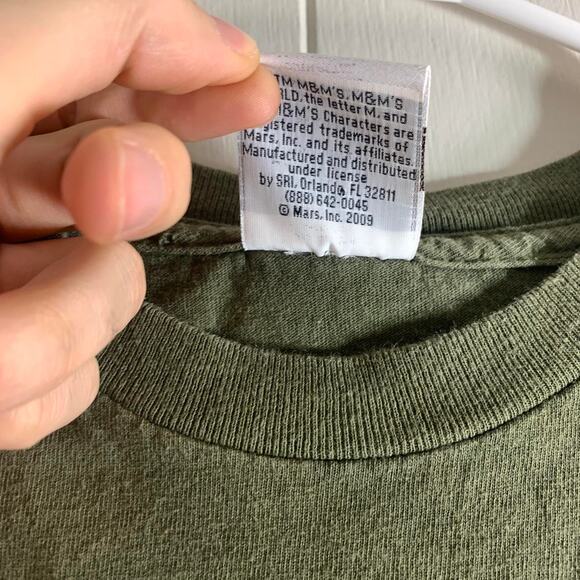 TM M&M'S, M&M'S
RLD, the letter M, and
M&M'S Characters are
registered trademarks of
Mars, Inc. and its affiliates.
Manufactured and distributed
under license
by SRI, Orlando, FL 32811
(888) 642-0045
© Mars, Inc. 2009